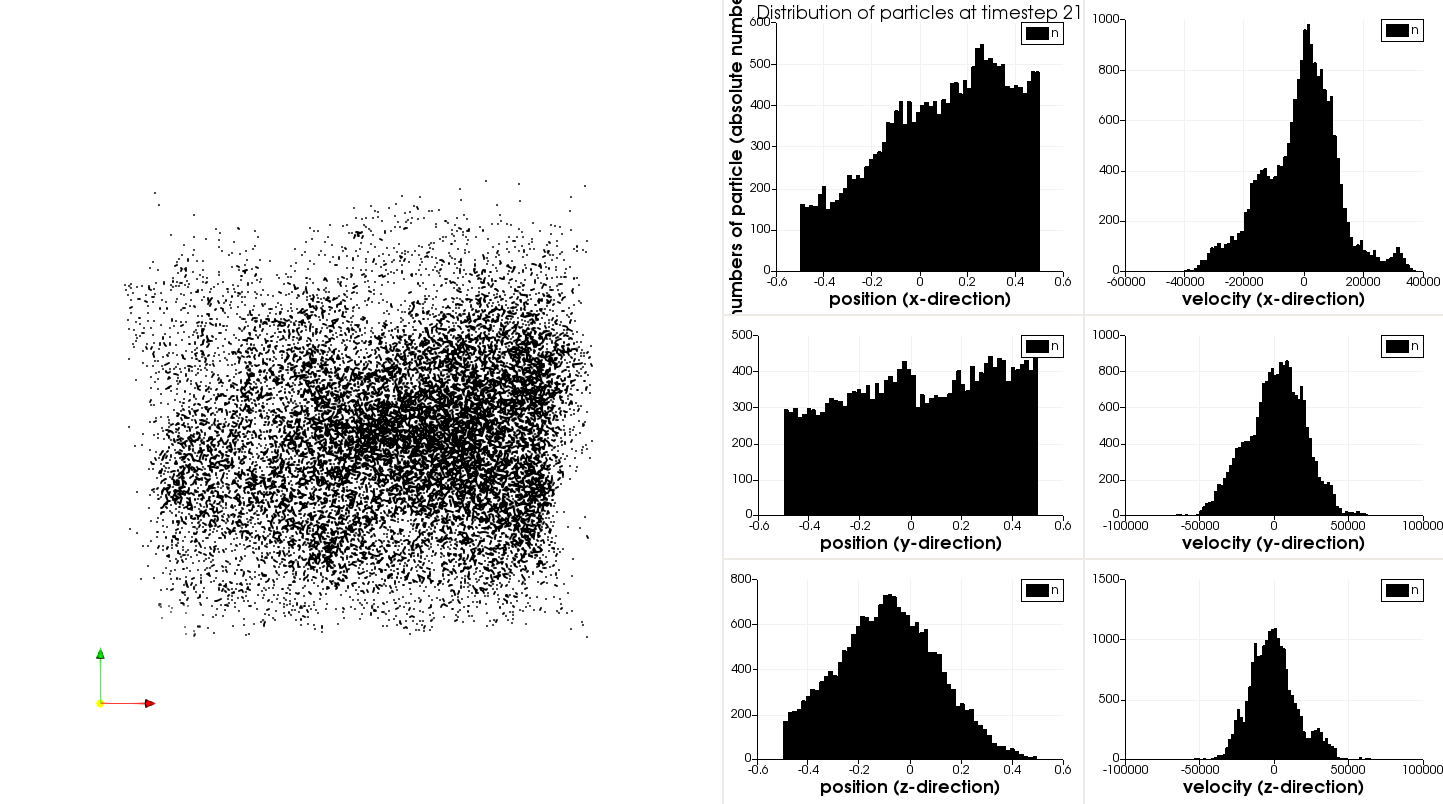 Distribution of particles at timestep 21
numbers of particle (absolute numbe
600
500
400
300
200
100
0
-0.6 -0.4 -0.2 0 0.2 0.4 0.6
position (x-direction)
n
1000
800
600
400
200
0
-60000 -40000 -20000 0 20000 40000
velocity (x-direction)
n
500
400
300
200
100
0
-0.6 -0.4 -0.2 0 0.2 0.4 0.6
position (y-direction)
n
1000
800
600
400
200
0
-100000 -50000 0 50000 100000
velocity (y-direction)
n
800
600
400
200
0
-0.6 -0.4 -0.2 0 0.2 0.4 0.6
position (z-direction)
n
1500
1000
500
0
-100000 -50000 0 50000 100000
velocity (z-direction)
n